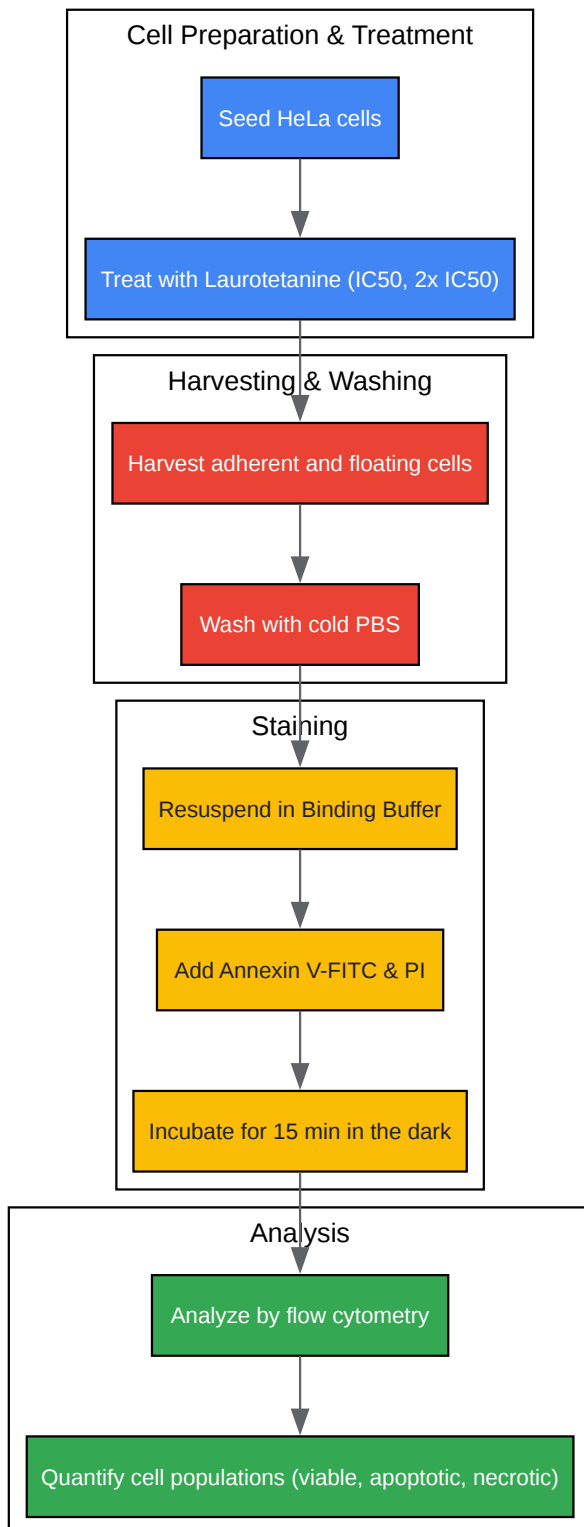 Cell Preparation & Treatment
Seed HeLa cells
Treat with Laurotetanine (IC50, 2x IC50)
Harvesting & Washing
Harvest adherent and floating cells
Wash with cold PBS
Staining
Resuspend in Binding Buffer
Add Annexin V-FITC & PI
Incubate for 15 min in the dark
Analysis
Analyze by flow cytometry
Quantify cell populations (viable, apoptotic, necrotic)